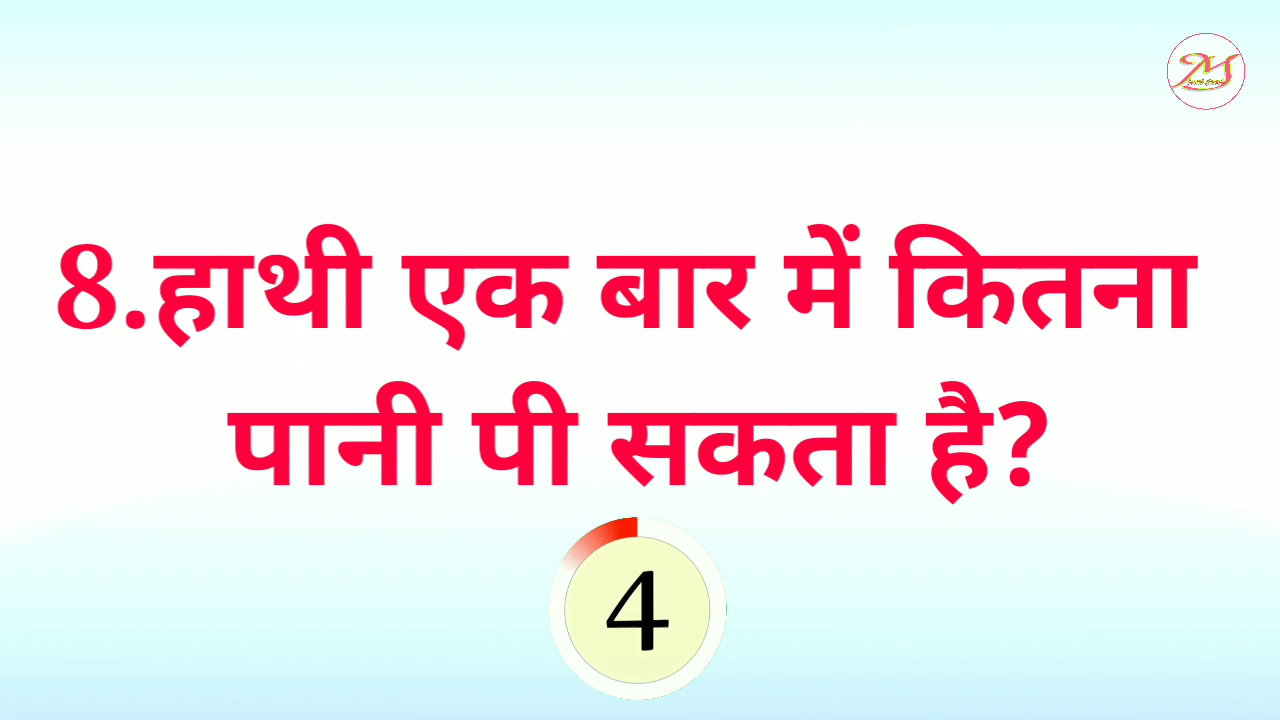 8.हाथी एक बार में कितना
पानी पी सकता है?
4